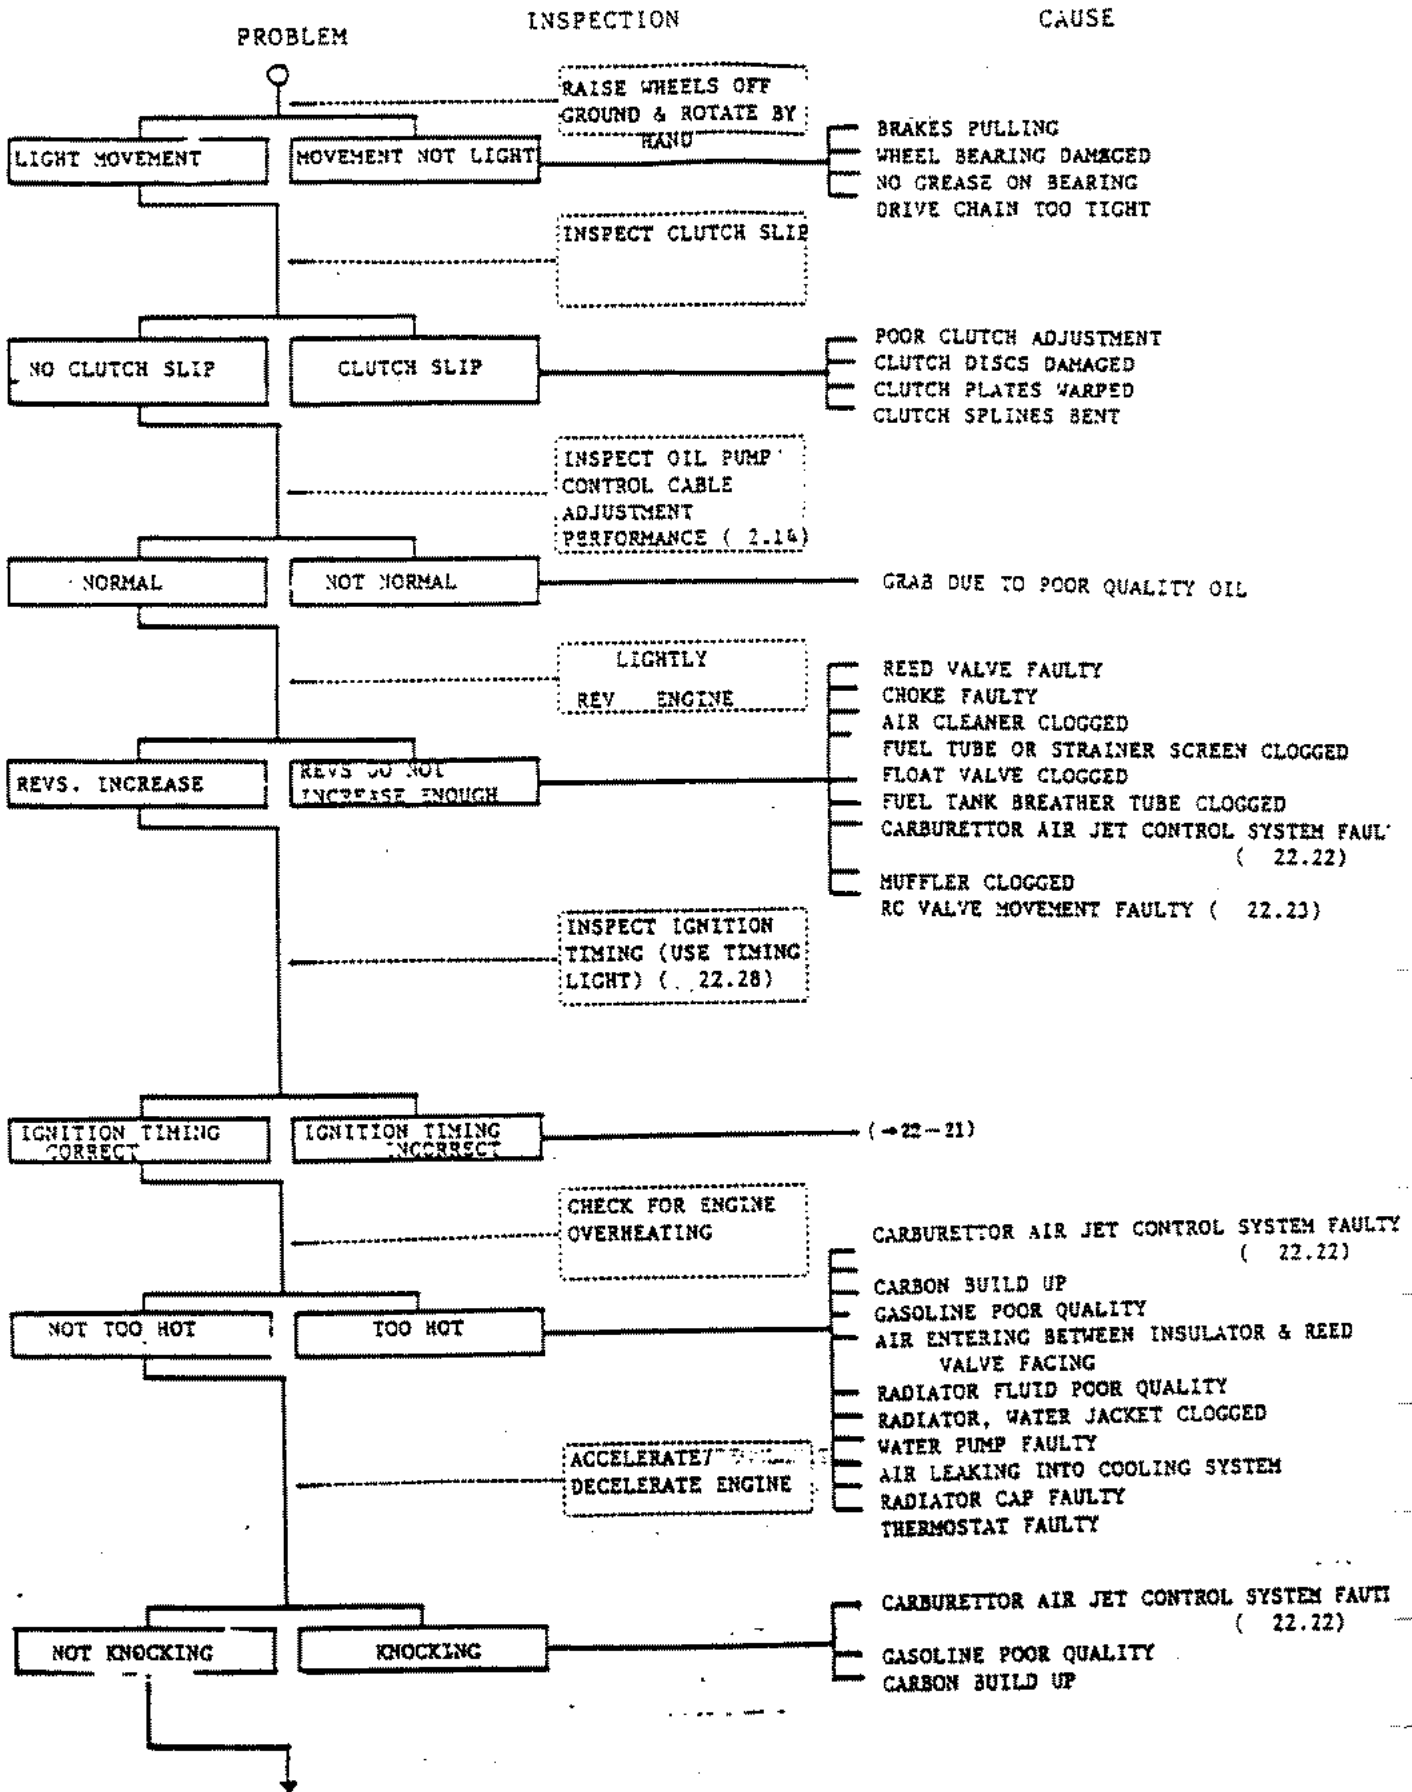 INSPECTION
CAUSE
PROBLEM
RAISE WHEELS OFF
GROUND & ROTATE BY
HAND
LIGHT MOVEMENT
MOVEMENT NOT LIGHT
BRAKES PULLING
WHEEL BEARING DAMAGED
NO GREASE ON BEARING
DRIVE CHAIN TOO TIGHT
INSPECT CLUTCH SLIP
NO CLUTCH SLIP
CLUTCH SLIP
POOR CLUTCH ADJUSTMENT
CLUTCH DISCS DAMAGED
CLUTCH PLATES WARPED
CLUTCH SPLINES BENT
INSPECT OIL PUMP
CONTROL CABLE
ADJUSTMENT
PERFORMANCE ( 2.14)
NORMAL
NOT NORMAL
GRAB DUE TO POOR QUALITY OIL
LIGHTLY
REV ENGINE
REVS. INCREASE
REVS DO NOT
INCREASE ENOUGH
REED VALVE FAULTY
CHOKE FAULTY
AIR CLEANER CLOGGED
FUEL TUBE OR STRAINER SCREEN CLOGGED
FLOAT VALVE CLOGGED
FUEL TANK BREATHER TUBE CLOGGED
CARBURETTOR AIR JET CONTROL SYSTEM FAUL
( 22.22)
MUFFLER CLOGGED
RC VALVE MOVEMENT FAULTY ( 22.23)
INSPECT IGNITION
TIMING (USE TIMING
LIGHT) ( 22.28)
IGNITION TIMING
CORRECT
IGNITION TIMING
INCORRECT
(→22-21)
CHECK FOR ENGINE
OVERHEATING
NOT TOO HOT
TOO HOT
CARBURETTOR AIR JET CONTROL SYSTEM FAULTY
( 22.22)
CARBON BUILD UP
GASOLINE POOR QUALITY
AIR ENTERING BETWEEN INSULATOR & REED
VALVE FACING
RADIATOR FLUID POOR QUALITY
RADIATOR, WATER JACKET CLOGGED
WATER PUMP FAULTY
AIR LEAKING INTO COOLING SYSTEM
RADIATOR CAP FAULTY
THERMOSTAT FAULTY
ACCELERATE/
DECELERATE ENGINE
NOT KNOCKING
KNOCKING
CARBURETTOR AIR JET CONTROL SYSTEM FAUTI
( 22.22)
GASOLINE POOR QUALITY
CARBON BUILD UP